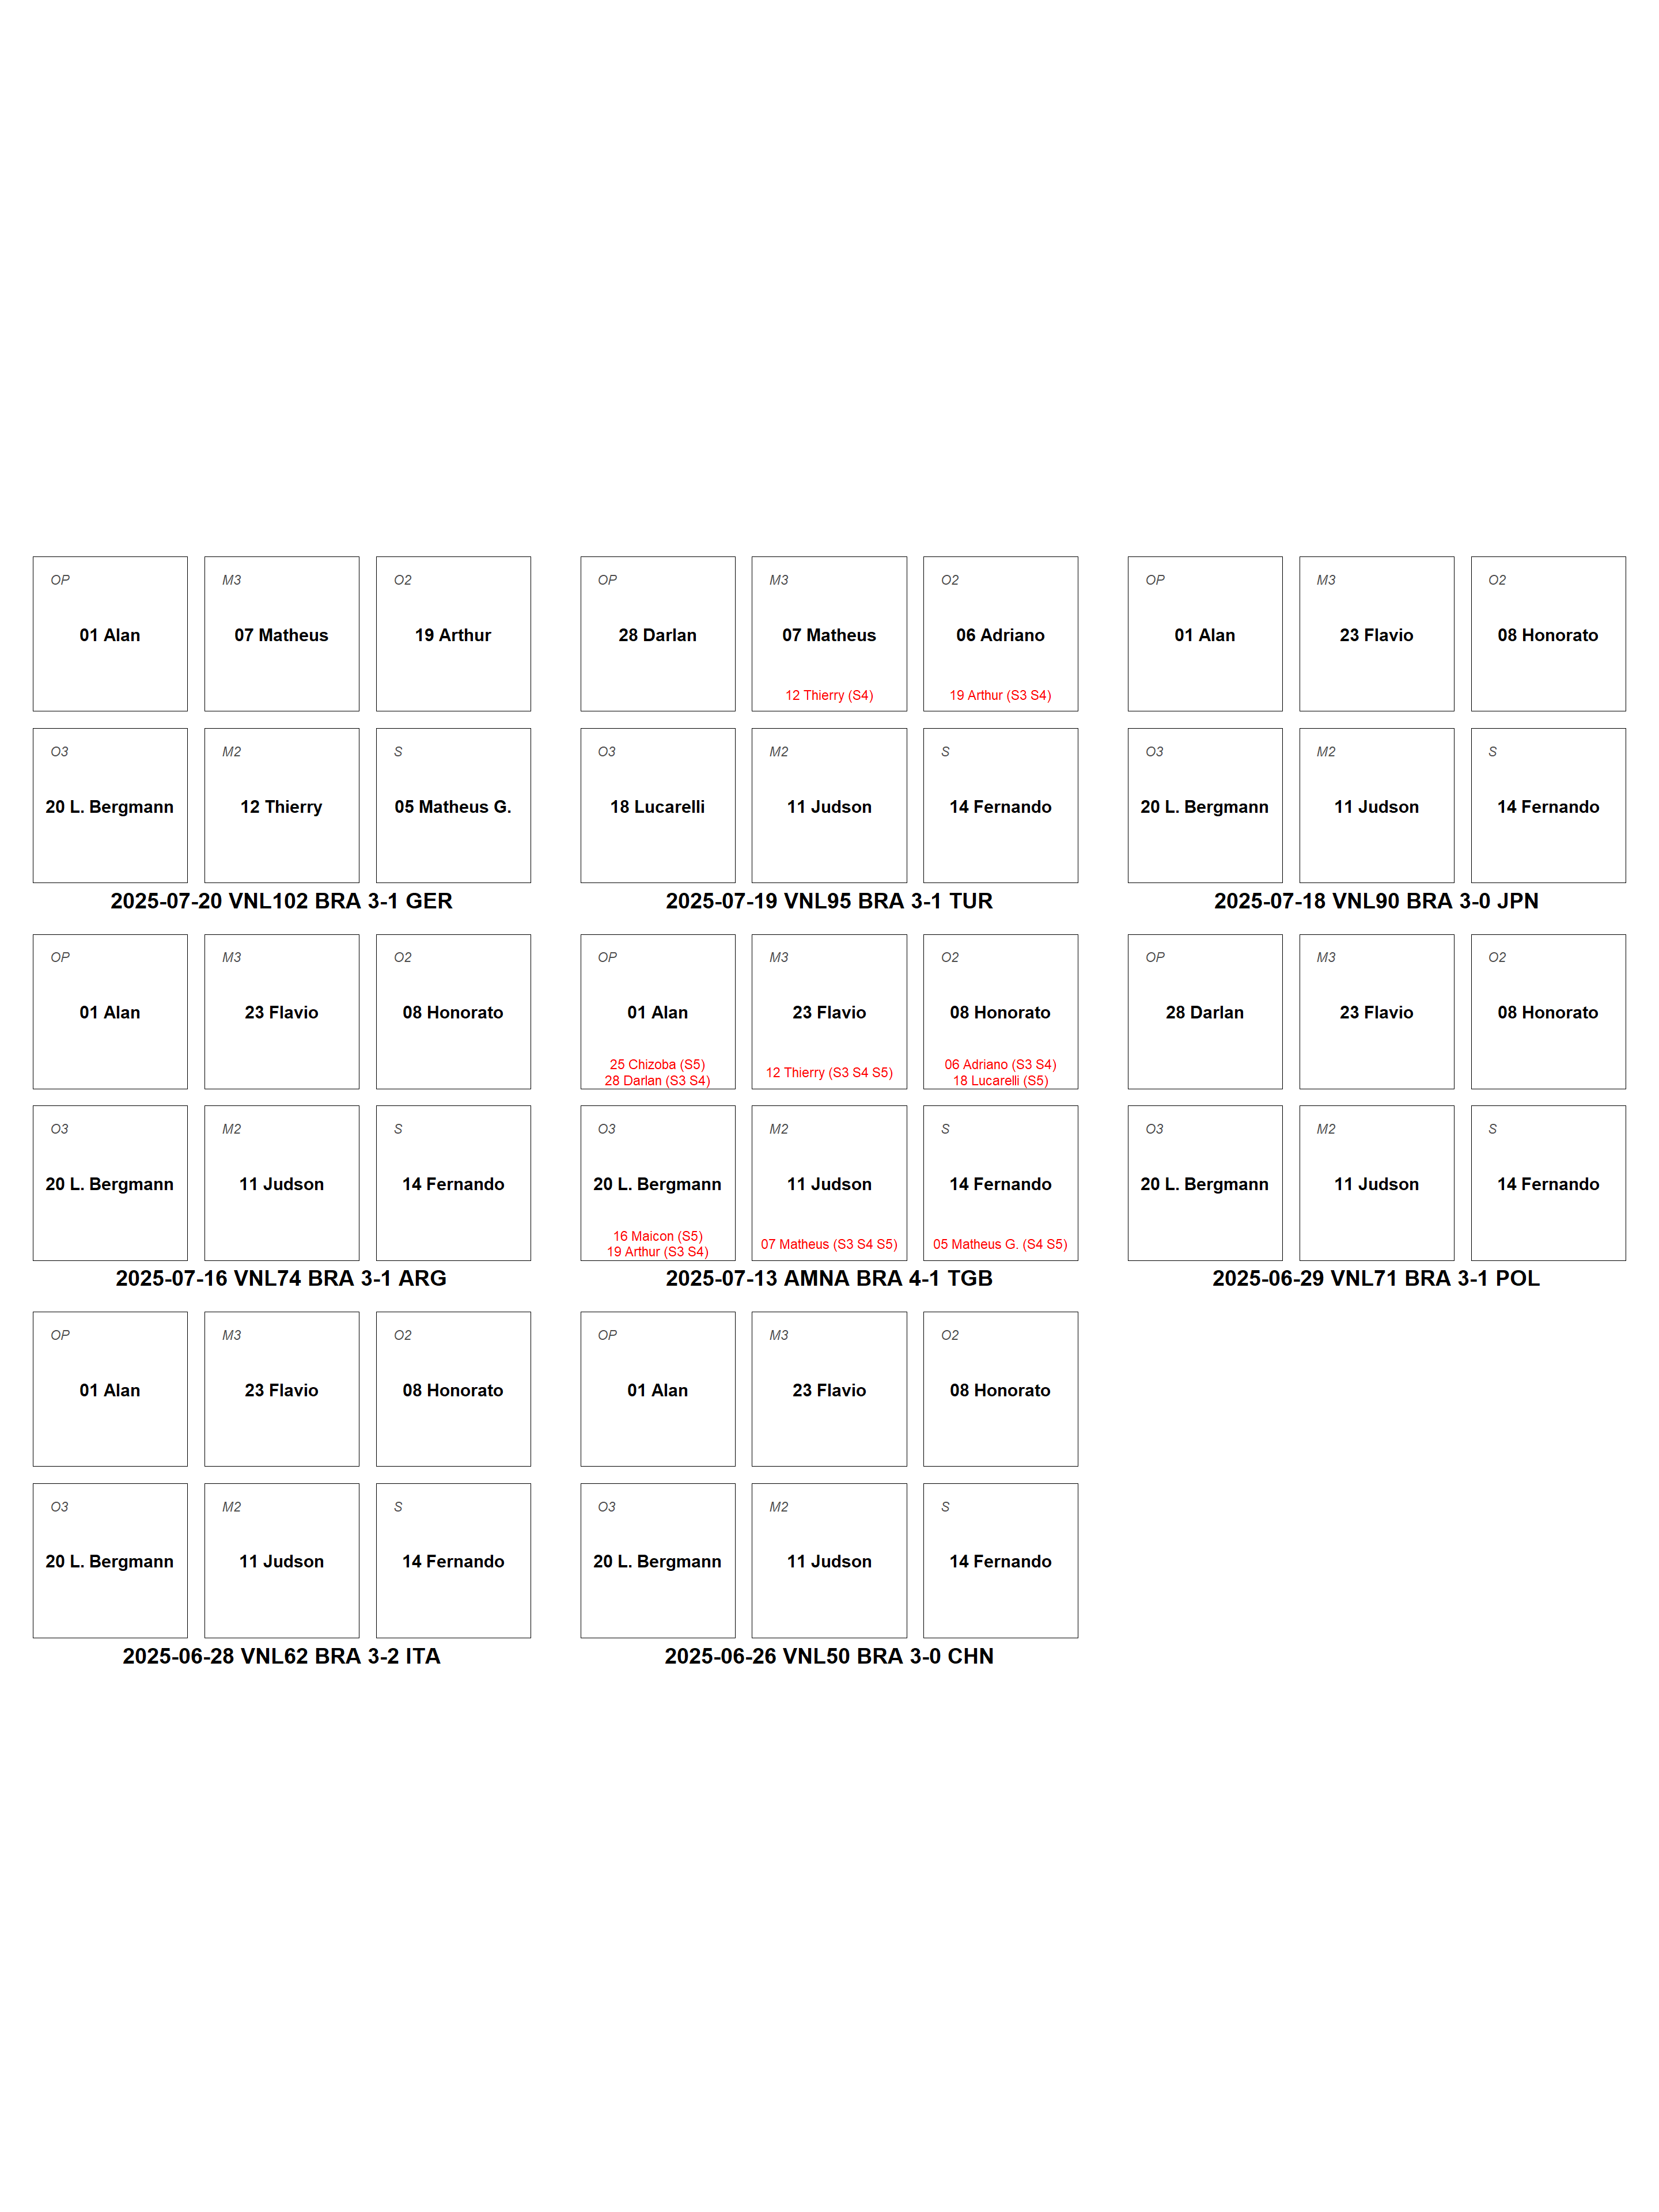 OP
01 Alan
M3
07 Matheus
O2
19 Arthur
O3
20 L. Bergmann
M2
12 Thierry
S
05 Matheus G.
2025-07-20 VNL102 BRA 3-1 GER
OP
28 Darlan
M3
07 Matheus
12 Thierry (S4)
O2
06 Adriano
19 Arthur (S3 S4)
O3
18 Lucarelli
M2
11 Judson
S
14 Fernando
2025-07-19 VNL95 BRA 3-1 TUR
OP
01 Alan
M3
23 Flavio
O2
08 Honorato
O3
20 L. Bergmann
M2
11 Judson
S
14 Fernando
2025-07-18 VNL90 BRA 3-0 JPN
OP
01 Alan
M3
23 Flavio
O2
08 Honorato
O3
20 L. Bergmann
M2
11 Judson
S
14 Fernando
2025-07-16 VNL74 BRA 3-1 ARG
OP
01 Alan
25 Chizoba (S5)
28 Darlan (S3 S4)
M3
23 Flavio
12 Thierry (S3 S4 S5)
O2
08 Honorato
06 Adriano (S3 S4)
18 Lucarelli (S5)
O3
20 L. Bergmann
16 Maicon (S5)
19 Arthur (S3 S4)
M2
11 Judson
07 Matheus (S3 S4 S5)
S
14 Fernando
05 Matheus G. (S4 S5)
2025-07-13 AMNA BRA 4-1 TGB
OP
28 Darlan
M3
23 Flavio
O2
08 Honorato
O3
20 L. Bergmann
M2
11 Judson
S
14 Fernando
2025-06-29 VNL71 BRA 3-1 POL
OP
01 Alan
M3
23 Flavio
O2
08 Honorato
O3
20 L. Bergmann
M2
11 Judson
S
14 Fernando
2025-06-28 VNL62 BRA 3-2 ITA
OP
01 Alan
M3
23 Flavio
O2
08 Honorato
O3
20 L. Bergmann
M2
11 Judson
S
14 Fernando
2025-06-26 VNL50 BRA 3-0 CHN